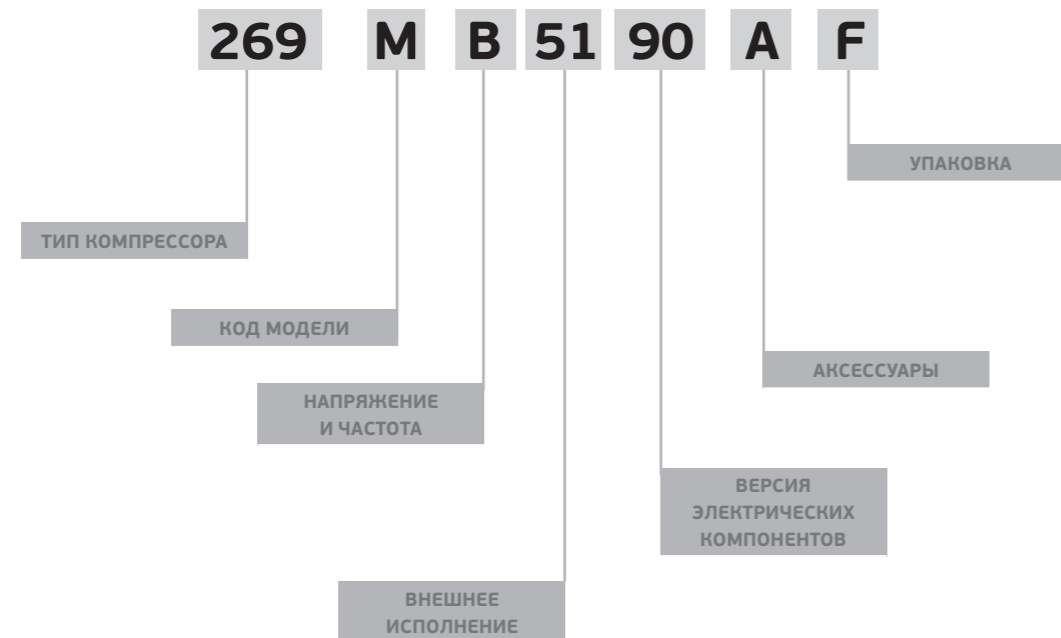 269 M B 51 90 A F
УПАКОВКА
ТИП КОМПРЕССОРА
КОД МОДЕЛИ
АКСЕССУАРЫ
НАПРЯЖЕНИЕ
И ЧАСТОТА
ВЕРСИЯ
ЭЛЕКТРИЧЕСКИХ
КОМПОНЕНТОВ
ВНЕШНЕЕ
ИСПОЛНЕНИЕ